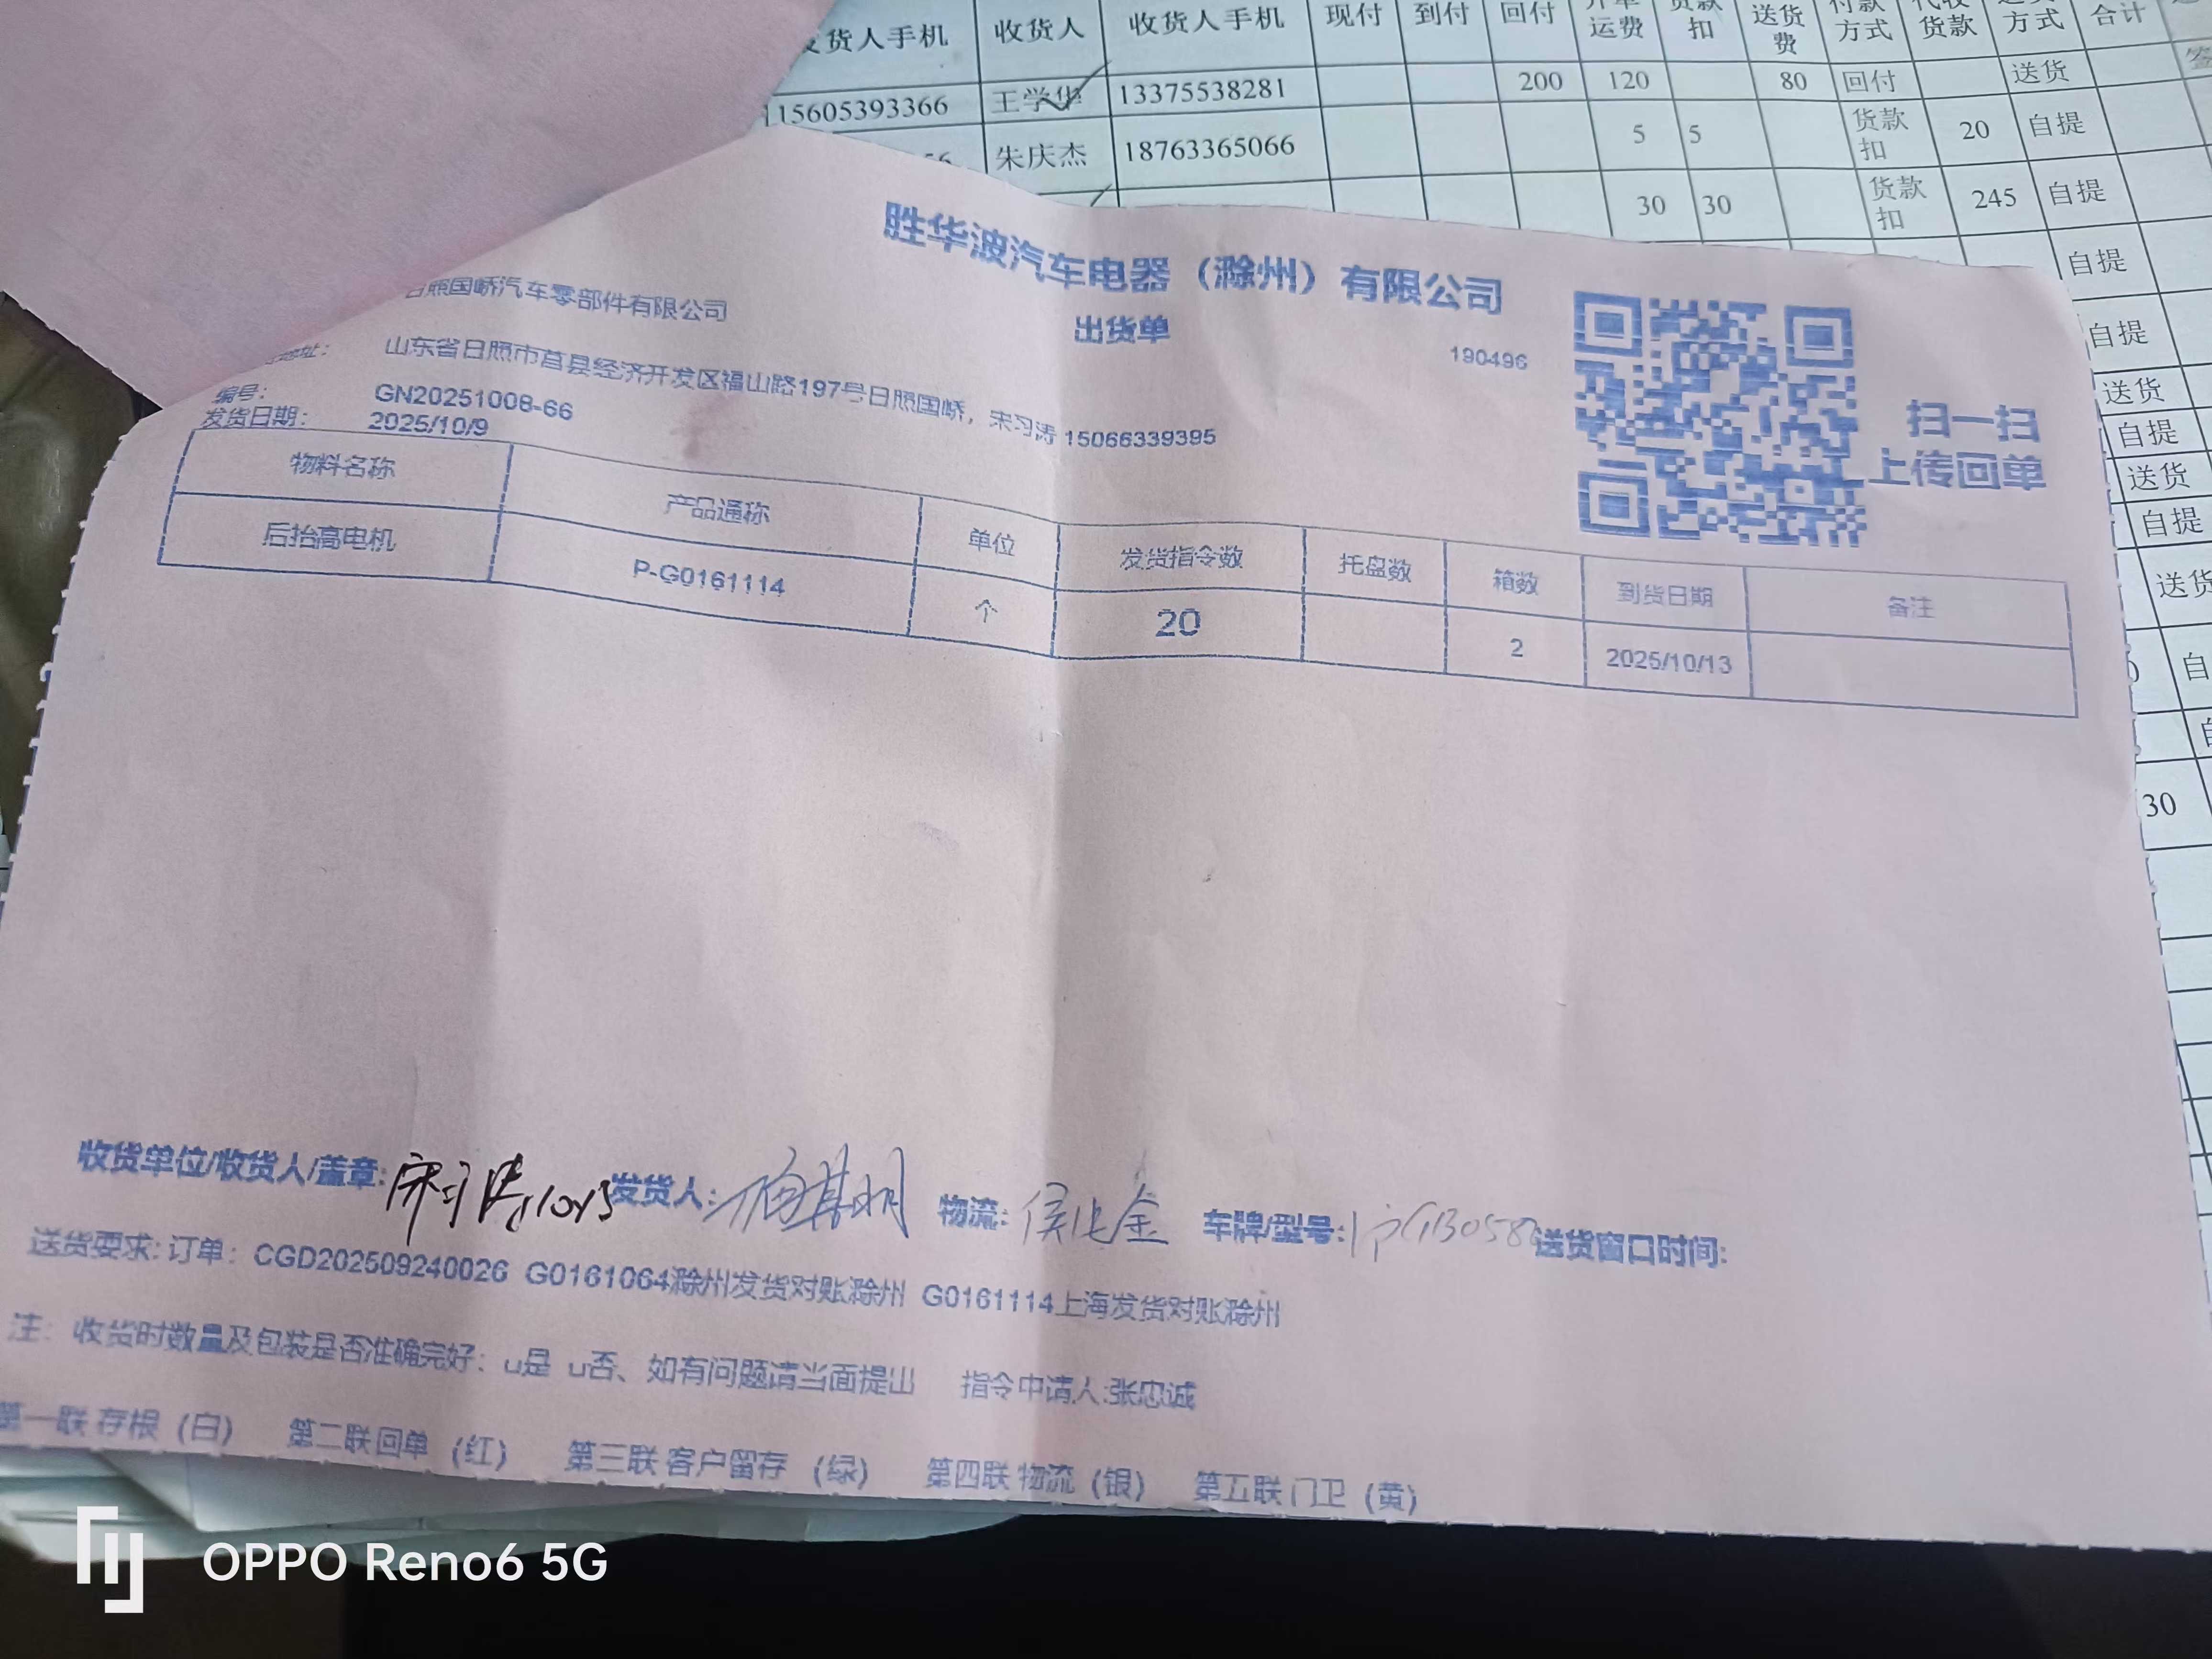 货人手机 收货人 收货人手机 现付 到付 回付 运费 扣 送货费 方式 货款 方式 合计
15605393366 王学华 13375538281 200 120 80 回付 送货
朱庆杰 18763365066 5 5 货款扣 20 自提
30 30 货款扣 245 自提
自提
自提
送货
自提
送货
自提
送货
30
胜华波汽车电器（滁州）有限公司
出货单
190496
日照国峤汽车零部件有限公司
地址： 山东省日照市莒县经济开发区福山路197号日照国峤，宋习涛 15066339395
编号： GN20251008-66
发货日期： 2025/10/9
扫一扫
上传回单
物料名称 产品通称 单位 发货指令数 托盘数 箱数 到货日期 备注
后抬高电机 P-G0161114 个 20 2 2025/10/13
收货单位/收货人/盖章: 发货人: 物流: 车牌/型号: 送货窗口时间:
送货要求: 订单: CGD202509240026 G0161064滁州发货对账滁州 G0161114上海发货对账滁州
注: 收货时数量及包装是否准确完好: u是 u否、如有问题请当面提出 指令申请人:张忠诚
第一联 存根 (白) 第二联 回单 (红) 第三联 客户留存 (绿) 第四联 物流 (银) 第五联 门卫 (黄)
OPPO Reno6 5G